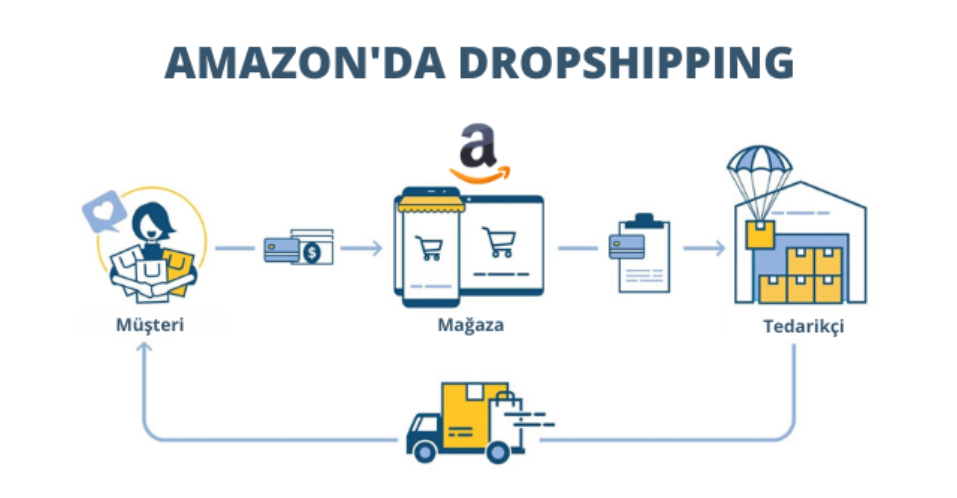 AMAZON'DA DROPSHIPPING
a
$
Müşteri
Mağaza
Tedarikçi